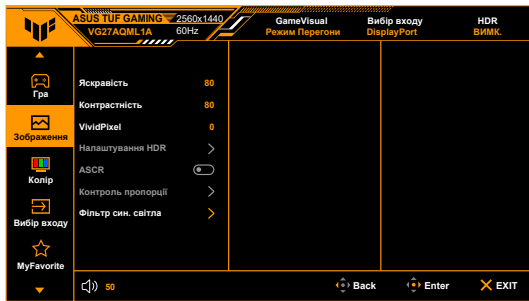 ASUS TUF GAMING
VG27AQML1A
2560x1440
60Hz
GameVisual
Режим Перегони
Вибір входу
DisplayPort
HDR
ВИМК.
Гра
Зображення
Колір
Вибір входу
MyFavorite
Яскравість 80
Контрастність 80
VividPixel 0
Налаштування HDR
ASCR
Контроль пропорції
Фільтр син. світла
50
Back
Enter
EXIT